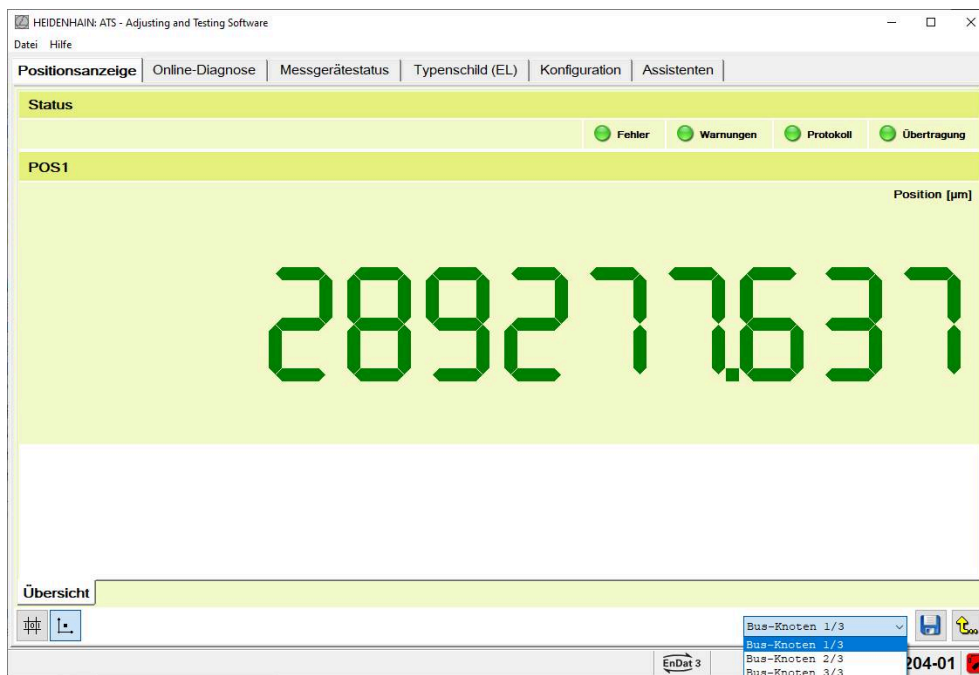 HEIDENHAIN: ATS - Adjusting and Testing Software
Datei Hilfe
Positionsanzeige Online-Diagnose Messgerätestatus Typenschild (EL) Konfiguration Assistenten
Status
Fehler Warnungen Protokoll Übertragung
POS1
Position [µm]
289277.637
Übersicht
Bus-Knoten 1/3
Bus-Knoten 1/3
EnDat 3 Bus-Knoten 2/3 204-01
Bus-Knoten 3/3